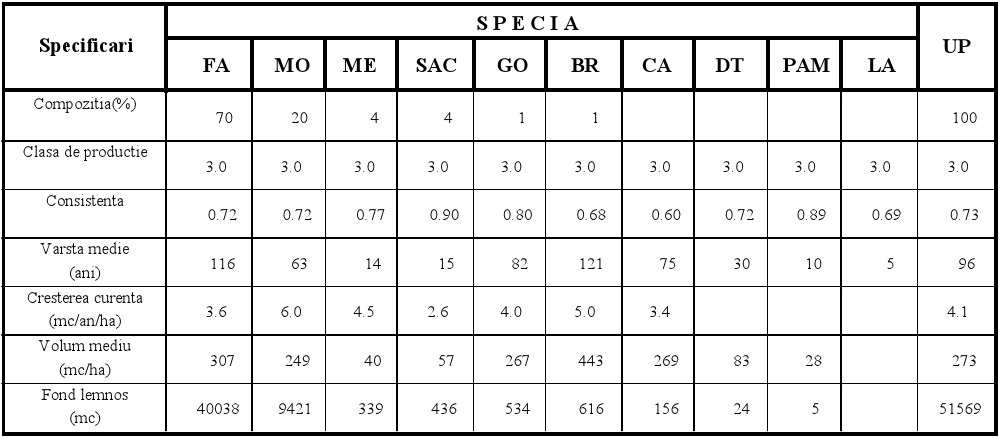 Specificari S P E C I A UP
FA MO ME SAC GO BR CA DT PAM LA
Compozitia(%)
70 20 4 4 1 1 100
Clasa de productie
3.0 3.0 3.0 3.0 3.0 3.0 3.0 3.0 3.0 3.0 3.0
Consistenta
0.72 0.72 0.77 0.90 0.80 0.68 0.60 0.72 0.89 0.69 0.73
Varsta medie
(ani) 116 63 14 15 82 121 75 30 10 5 96
Cresterea curenta
(mc/an/ha) 3.6 6.0 4.5 2.6 4.0 5.0 3.4 4.1
Volum mediu
(mc/ha) 307 249 40 57 267 443 269 83 28 273
Fond lemnos
(mc) 40038 9421 339 436 534 616 156 24 5 51569